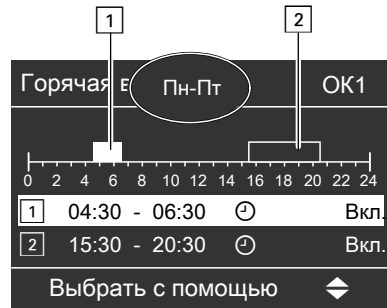 1 2
Горячая в Пн-Пт ОК1
0 2 4 6 8 10 12 14 16 18 20 22 24
1 04:30 - 06:30 Вкл.
2 15:30 - 20:30 Вкл.
Выбрать с помощью